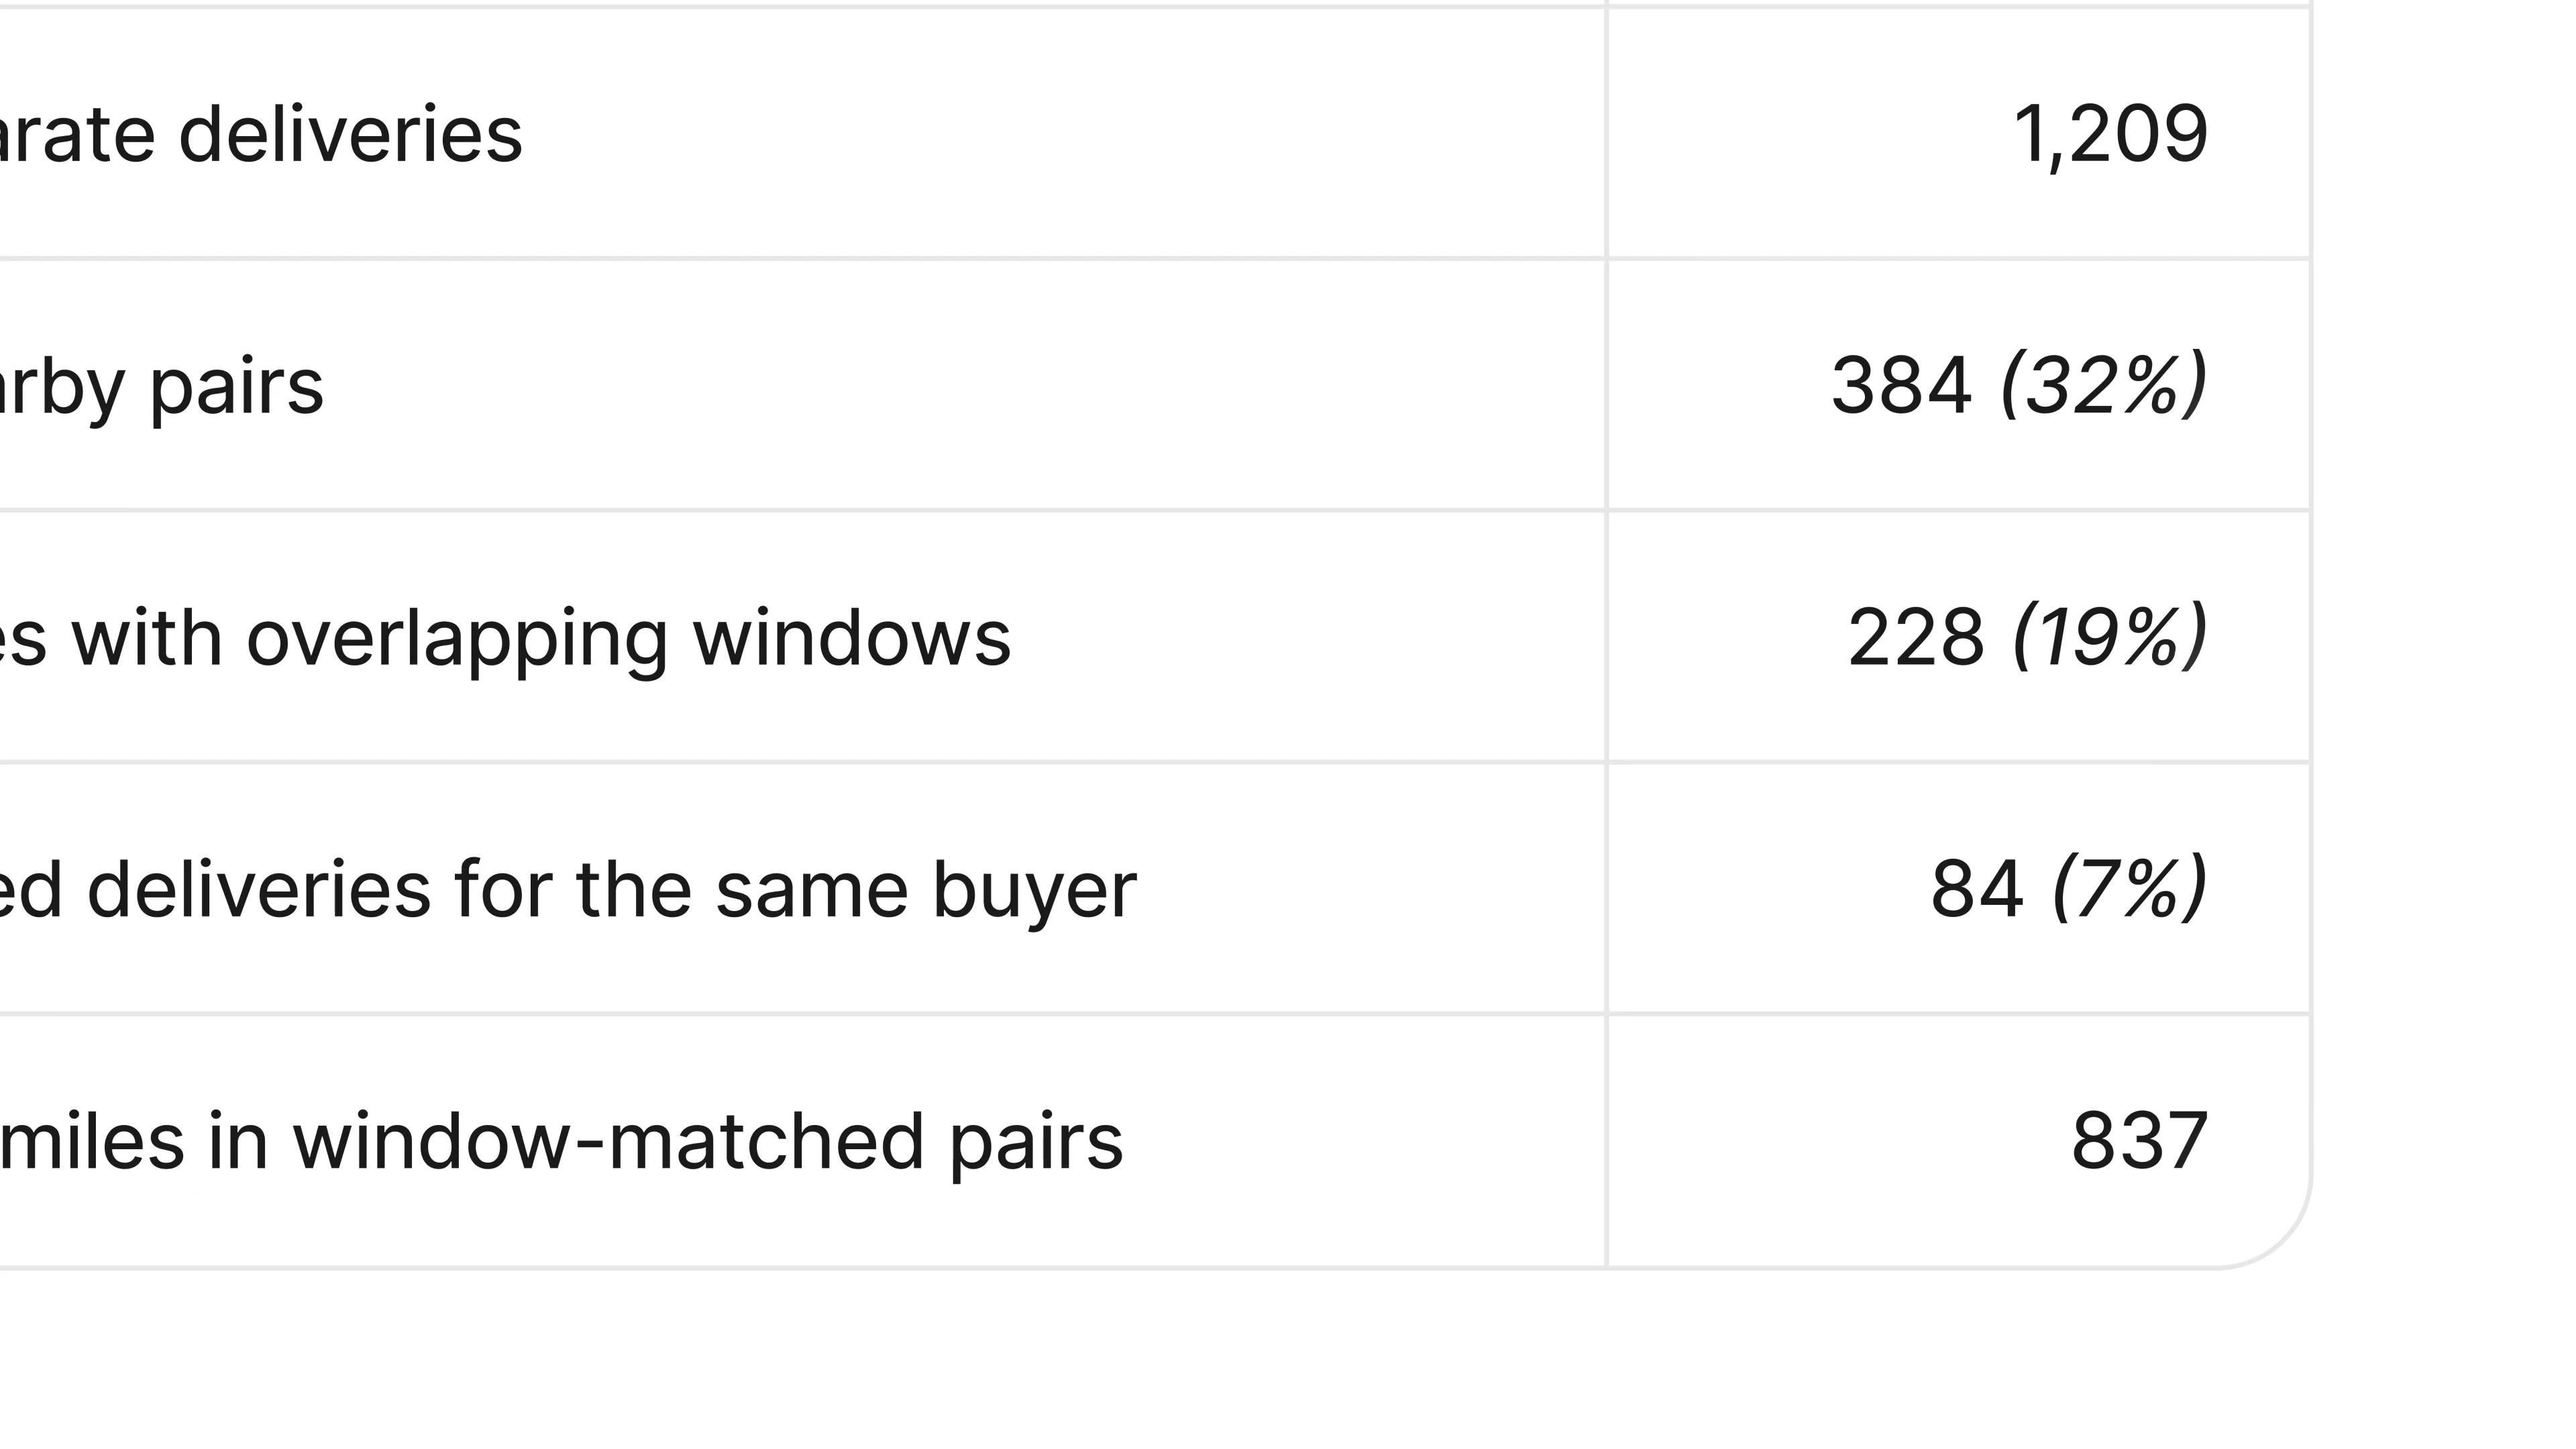 arate deliveries 1,209
arby pairs 384 (32%)
es with overlapping windows 228 (19%)
ed deliveries for the same buyer 84 (7%)
miles in window-matched pairs 837